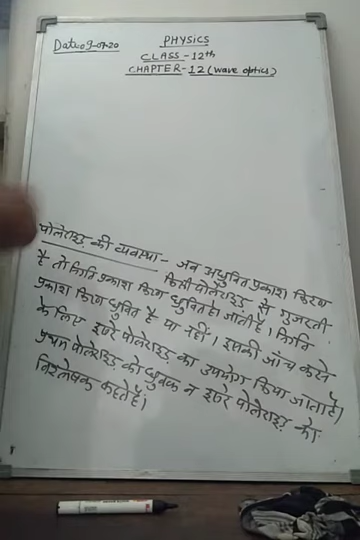 Date 09-07-20
PHYSICS
CLASS-12th
CHAPTER-12 (wave optics)
पोलेराइड की व्यवस्था - जब अध्रुवित प्रकाश किरण
किसी पोलेराइड से गुजरती
है तो निर्गत प्रकाश किरण ध्रुवित हो जाती है। निर्गत
प्रकाश किरण ध्रुवित है या नहीं। इसकी जाँच करने
के लिए दूसरे पोलेराइड का उपयोग किया जाता है।
प्रथम पोलेराइड को ध्रुवक व दूसरे पोलेराइड को
विश्लेषक कहते हैं।